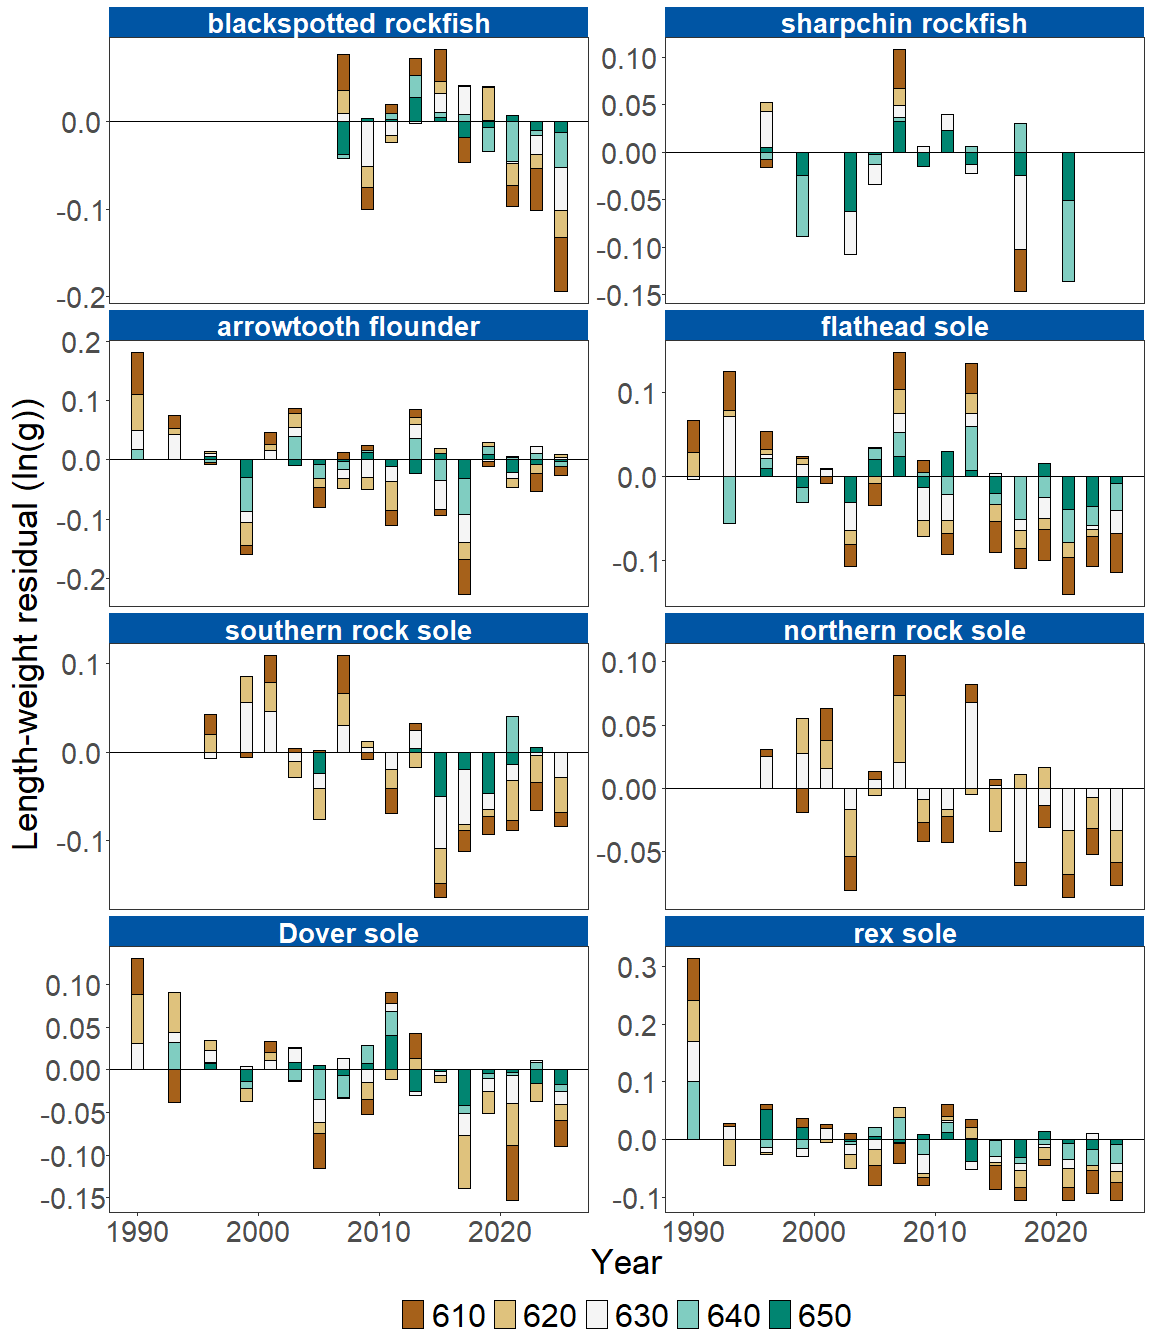 blackspotted rockfish
sharpchin rockfish
0.0
-0.1
-0.2
0.10
0.05
0.00
-0.05
-0.10
-0.15
arrowtooth flounder
flathead sole
0.2
0.1
0.0
-0.1
-0.2
0.1
0.0
-0.1
southern rock sole
northern rock sole
0.1
0.0
-0.1
0.10
0.05
0.00
-0.05
Dover sole
rex sole
0.10
0.05
0.00
-0.05
-0.10
-0.15
0.3
0.2
0.1
0.0
-0.1
1990 2000 2010 2020
1990 2000 2010 2020
Length-weight residual (ln(g))
Year
610 620 630 640 650